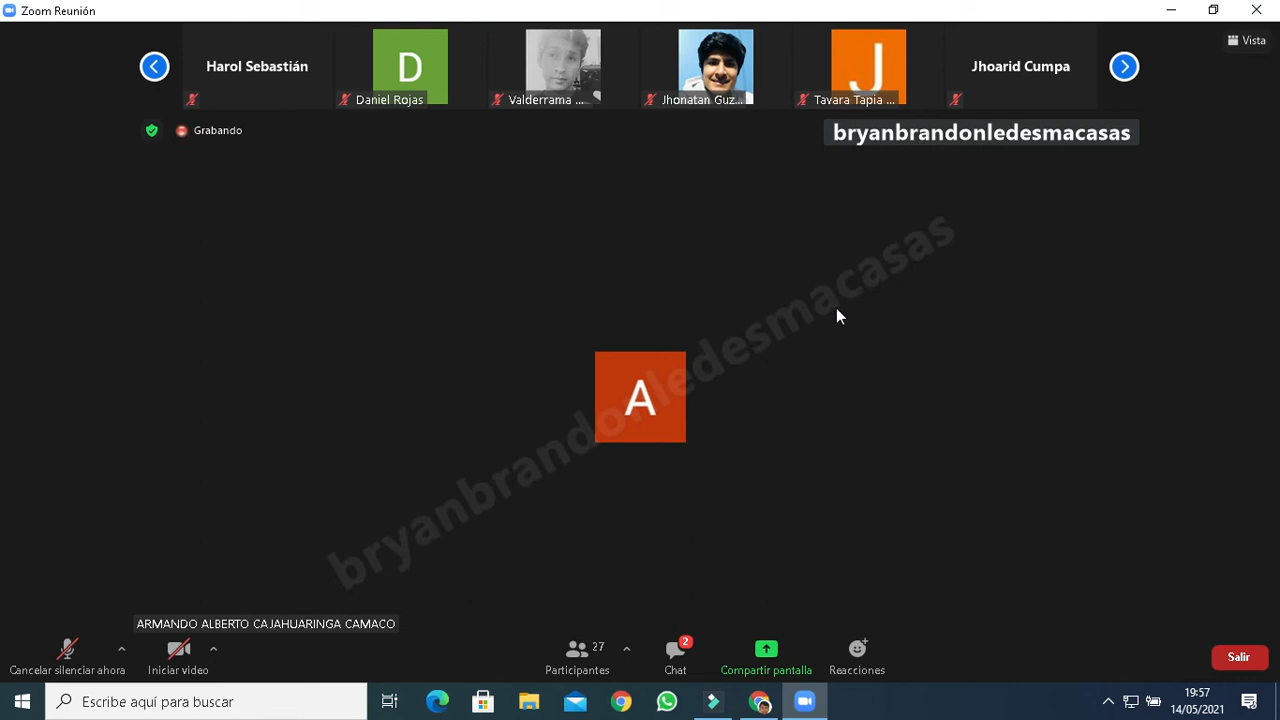 Zoom Reunión
Harol Sebastián
D
Daniel Rojas
Valderrama ...
Jhonatan Guz...
J
Tavara Tapia ...
Jhoarid Cumpa
Vista
Grabando
bryanbrandonledesmacasas
bryanbrandonledesmacasas
A
ARMANDO ALBERTO CAJAHUARINGA CAMACO
Cancelar silenciar ahora
Iniciar video
27
Participantes
2
Chat
Compartir pantalla
Reacciones
Salir
Escribe aquí para buscar
19:57
14/05/2021